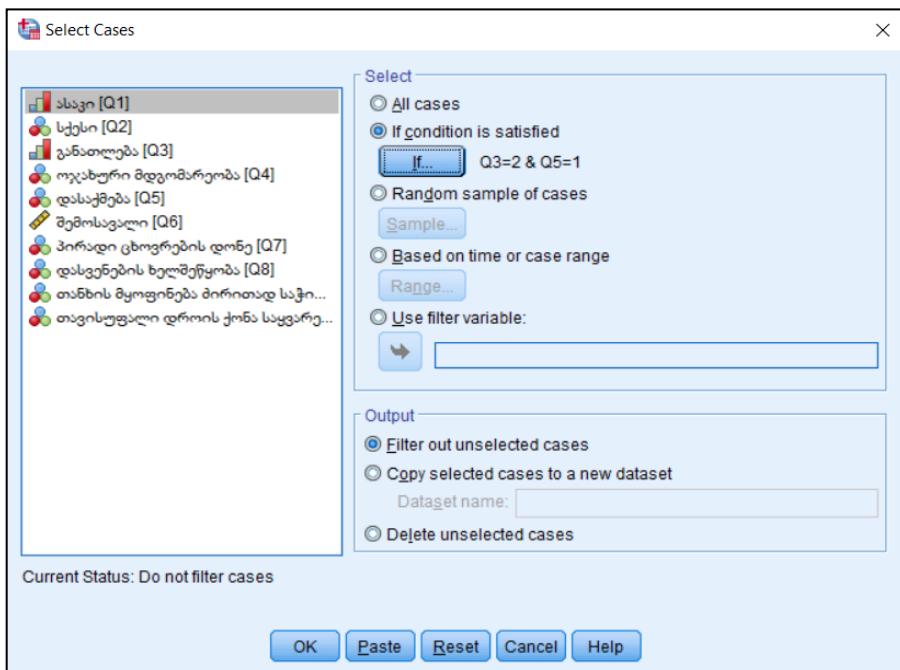 Select Cases
ასაკი [Q1]
სქესი [Q2]
განათლება [Q3]
ოჯახური მდგომარეობა [Q4]
დასაქმება [Q5]
შემოსავალი [Q6]
პირადი ცხოვრების დონე [Q7]
დასვენების ხელშეწყობა [Q8]
თანხის მყოფინება ძირითად საჭი...
თავისუფალი დროის ქონა საყვარე...
Current Status: Do not filter cases
Select
All cases
If condition is satisfied
If... Q3=2 & Q5=1
Random sample of cases
Sample...
Based on time or case range
Range...
Use filter variable:
Output
Filter out unselected cases
Copy selected cases to a new dataset
Dataset name:
Delete unselected cases
OK Paste Reset Cancel Help